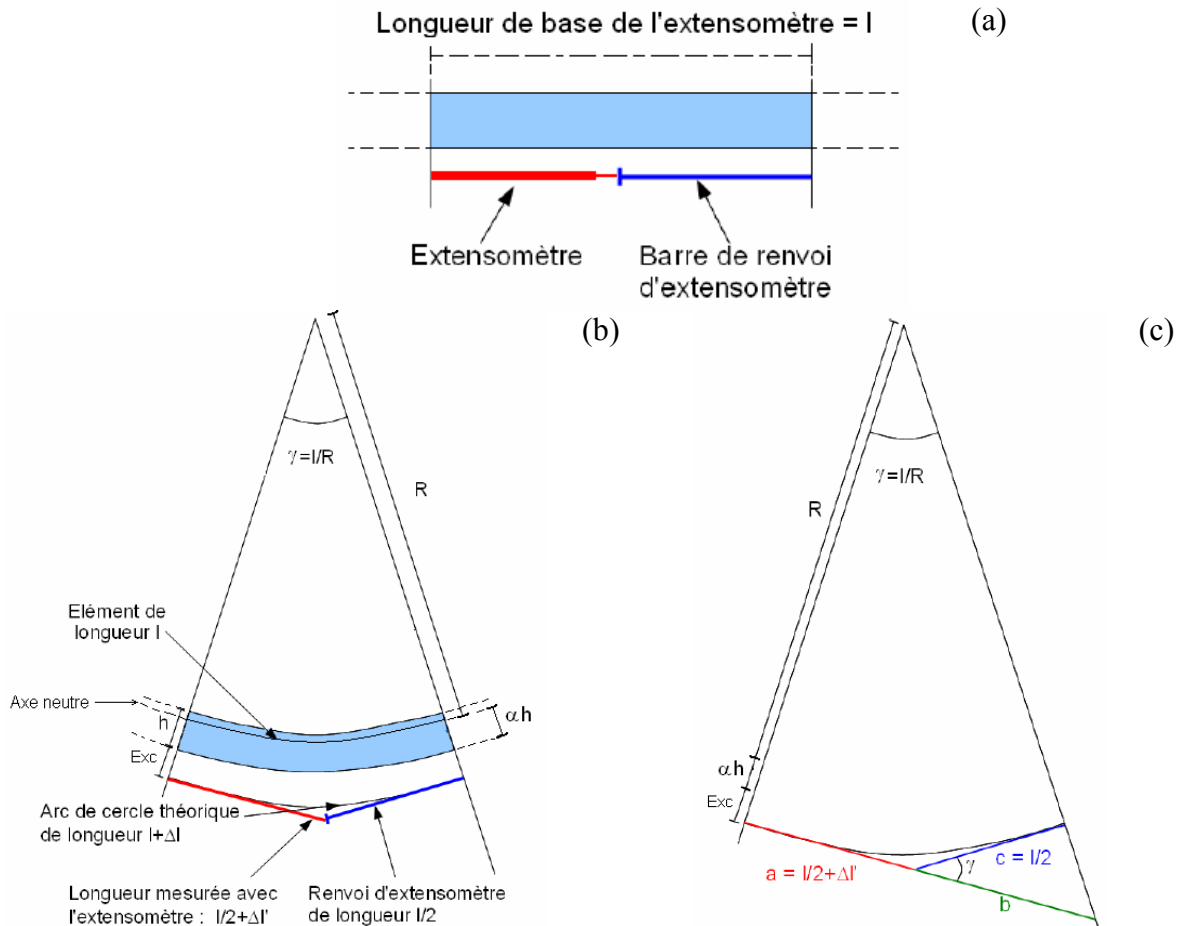 Longueur de base de l'extensomètre = l
(a)
Extensomètre
Barre de renvoi
d'extensomètre
(b)
γ=l/R
R
Elément de
longueur l
Axe neutre
h
αh
Exc
Arc de cercle théorique
de longueur l+Δl
Longueur mesurée avec
l'extensomètre : l/2+Δl'
Renvoi d'extensomètre
de longueur l/2
(c)
γ=l/R
R
αh
Exc
a = l/2+Δl'
c = l/2
γ
b